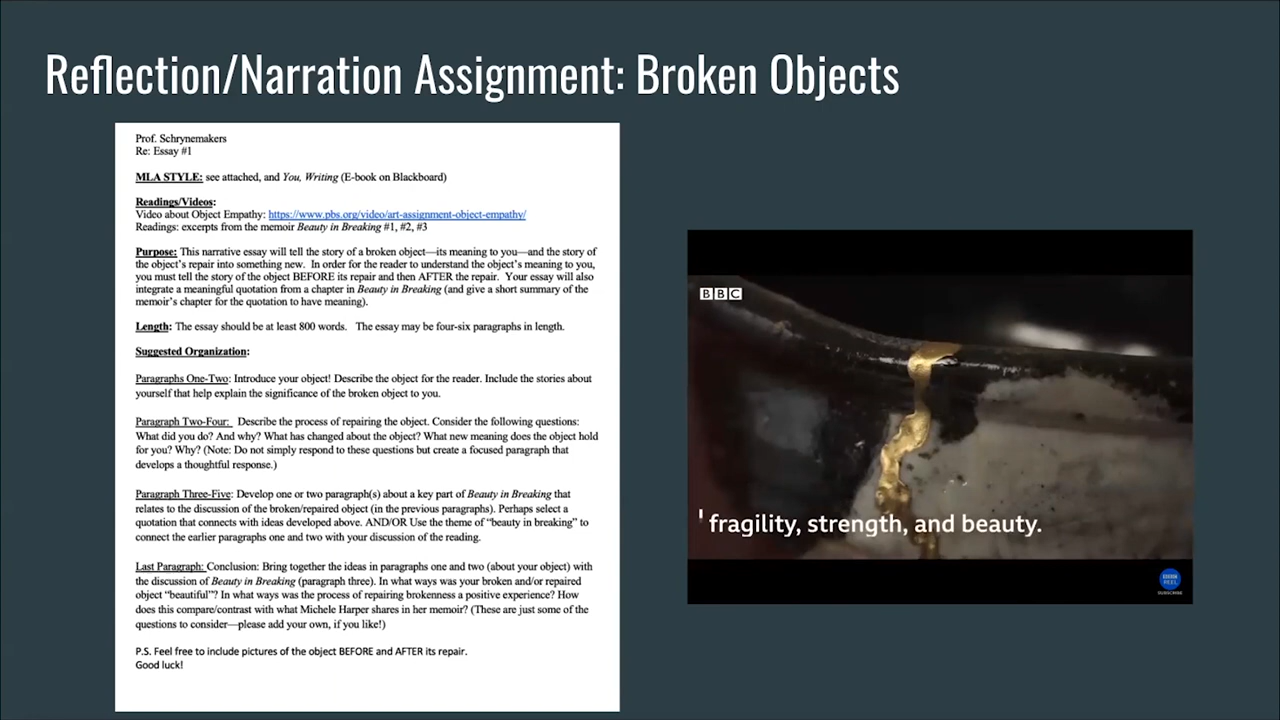 Reflection/Narration Assignment: Broken Objects
Prof. Schrynemakers
Re: Essay #1
MLA STYLE: see attached, and You, Writing (E-book on Blackboard)
Readings/Videos:
Video about Object Empathy: https://www.pbs.org/video/art-assignment-object-empathy/
Readings: excerpts from the memoir Beauty in Breaking #1, #2, #3
Purpose: This narrative essay will tell the story of a broken object—its meaning to you—and the story of
the object's repair into something new. In order for the reader to understand the object's meaning to you,
you must tell the story of the object BEFORE its repair and then AFTER the repair. Your essay will also
integrate a meaningful quotation from a chapter in Beauty in Breaking (and give a short summary of the
memoir's chapter for the quotation to have meaning).
Length: The essay should be at least 800 words. The essay may be four-six paragraphs in length.
Suggested Organization:
Paragraphs One-Two: Introduce your object! Describe the object for the reader. Include the stories about
yourself that help explain the significance of the broken object to you.
Paragraph Two-Four: Describe the process of repairing the object. Consider the following questions:
What did you do? And why? What has changed about the object? What new meaning does the object hold
for you? Why? (Note: Do not simply respond to these questions but create a focused paragraph that
develops a thoughtful response.)
Paragraph Three-Five: Develop one or two paragraph(s) about a key part of Beauty in Breaking that
relates to the discussion of the broken/repaired object (in the previous paragraphs). Perhaps select a
quotation that connects with ideas developed above. AND/OR Use the theme of "beauty in breaking" to
connect the earlier paragraphs one and two with your discussion of the reading.
Last Paragraph: Conclusion: Bring together the ideas in paragraphs one and two (about your object) with
the discussion of Beauty in Breaking (paragraph three). In what ways was your broken and/or repaired
object "beautiful"? In what ways was the process of repairing brokenness a positive experience? How
does this compare/contrast with what Michele Harper shares in her memoir? (These are just some of the
questions to consider—please add your own, if you like!)
P.S. Feel free to include pictures of the object BEFORE and AFTER its repair.
Good luck!
BBC
' fragility, strength, and beauty.
REEL
SUBSCRIBE